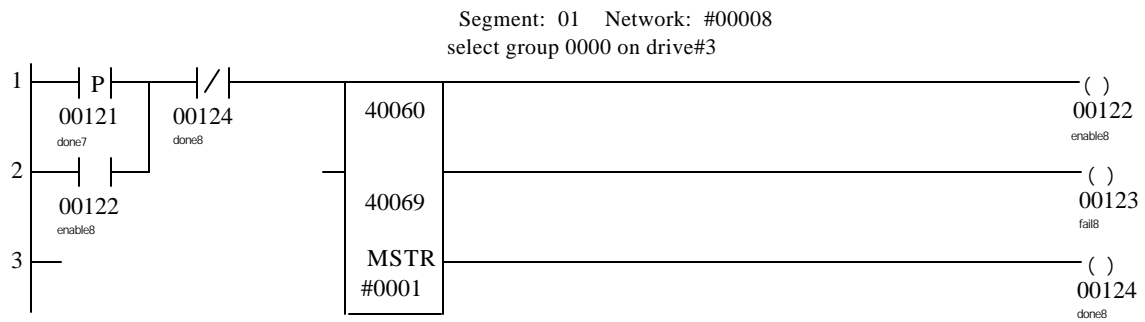 Segment: 01 Network: #00008
select group 0000 on drive#3
1
P
( )
00121
00124
40060
00122
done7
done8
enable8
2
( )
00122
40069
00123
enable8
fail8
3
MSTR
( )
#0001
00124
done8